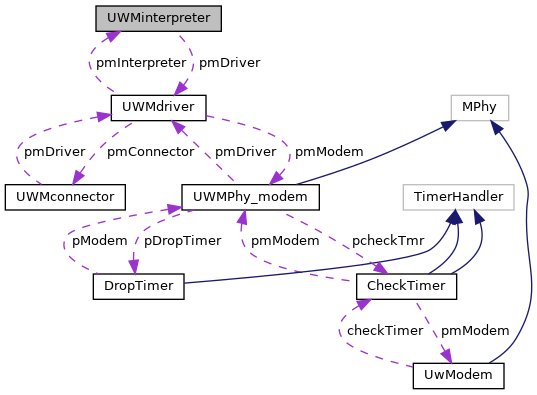 UWMinterpreter
pmInterpreter
pmDriver
UWMdriver
MPhy
pmDriver
pmConnector
pmDriver
pmModem
UWMconnector
UWMPhy_modem
TimerHandler
pModem
pDropTimer
pmModem
pcheckTmr
DropTimer
CheckTimer
checkTimer
pmModem
UwModem